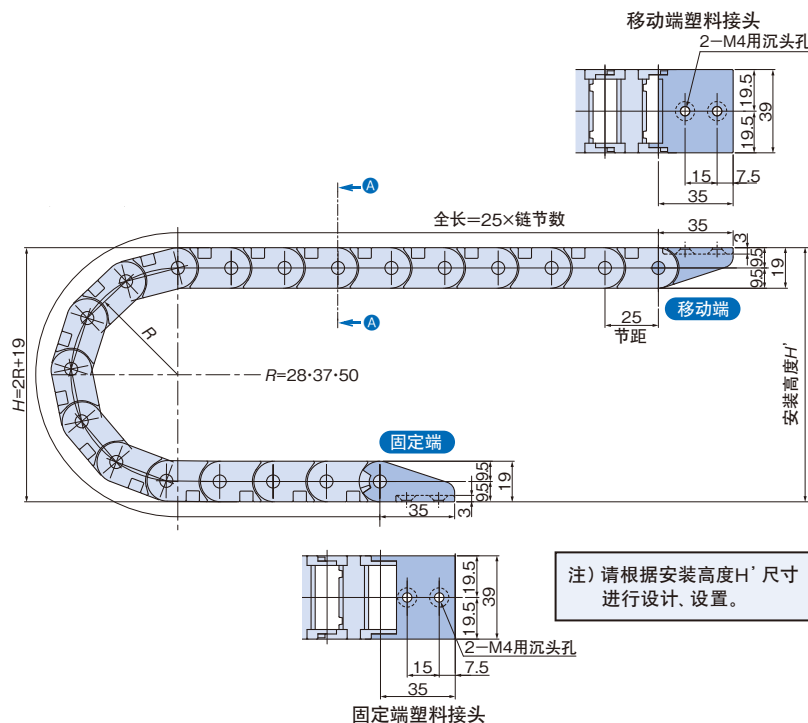 移动端塑料接头
2-M4用沉头孔
19.5
19.5
39
15
7.5
35
A
全长=25×链节数
35
3
9.5
9.5
19
A
25
节距
移动端
R
R=28·37·50
H=2R+19
安装高度H'
固定端
9.5
9.5
19
35
3
19.5
19.5
39
注）请根据安装高度H'尺寸
进行设计、设置。
2-M4用沉头孔
15
7.5
35
固定端塑料接头